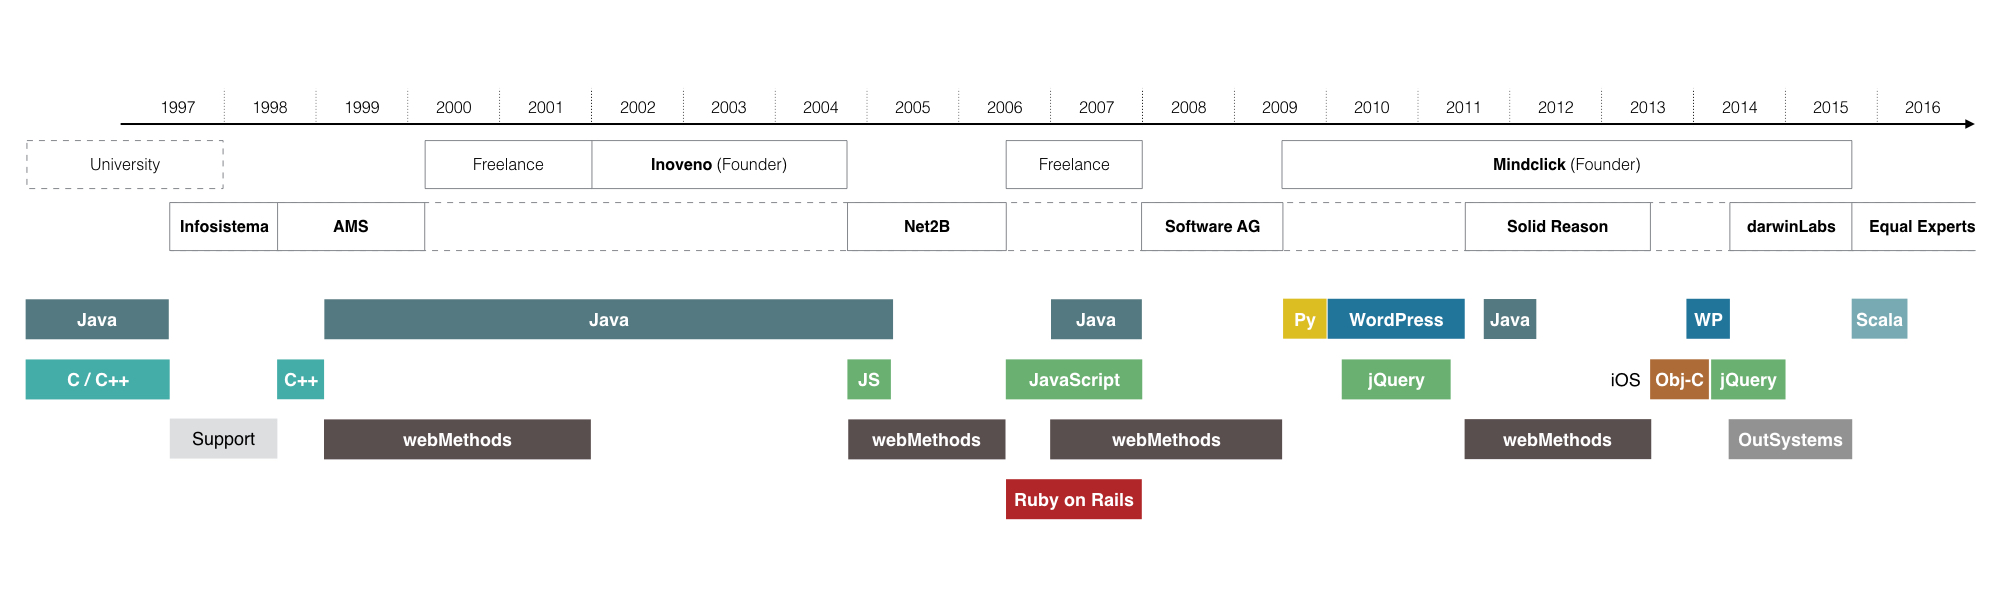 1997 1998 1999 2000 2001 2002 2003 2004 2005 2006 2007 2008 2009 2010 2011 2012 2013 2014 2015 2016
University Freelance Inoveno (Founder) Freelance Mindclick (Founder)
Infosistema AMS Net2B Software AG Solid Reason darwinLabs Equal Experts
Java Java Java Py WordPress Java WP Scala
C / C++ C++ JS JavaScript jQuery iOS Obj-C jQuery
Support webMethods webMethods webMethods webMethods OutSystems
Ruby on Rails